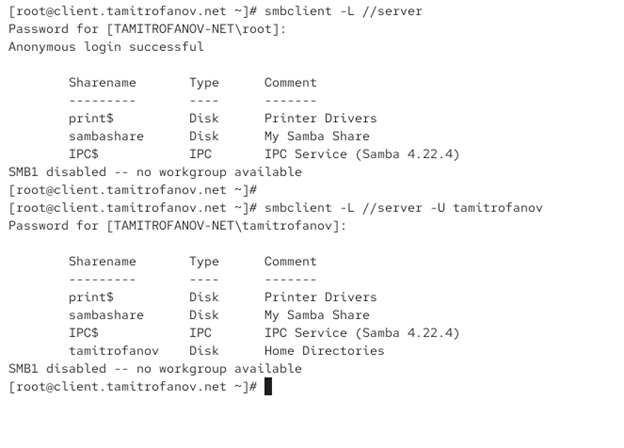 [root@client.tamitrofanov.net ~]# smbclient -L //server
Password for [TAMITROFANOV-NET\root]:
Anonymous login successful

        Sharename       Type      Comment
        ---------       ----      -------
        print$          Disk      Printer Drivers
        sambashare      Disk      My Samba Share
        IPC$            IPC       IPC Service (Samba 4.22.4)
SMB1 disabled -- no workgroup available
[root@client.tamitrofanov.net ~]#
[root@client.tamitrofanov.net ~]# smbclient -L //server -U tamitrofanov
Password for [TAMITROFANOV-NET\tamitrofanov]:

        Sharename       Type      Comment
        ---------       ----      -------
        print$          Disk      Printer Drivers
        sambashare      Disk      My Samba Share
        IPC$            IPC       IPC Service (Samba 4.22.4)
        tamitrofanov    Disk      Home Directories
SMB1 disabled -- no workgroup available
[root@client.tamitrofanov.net ~]#